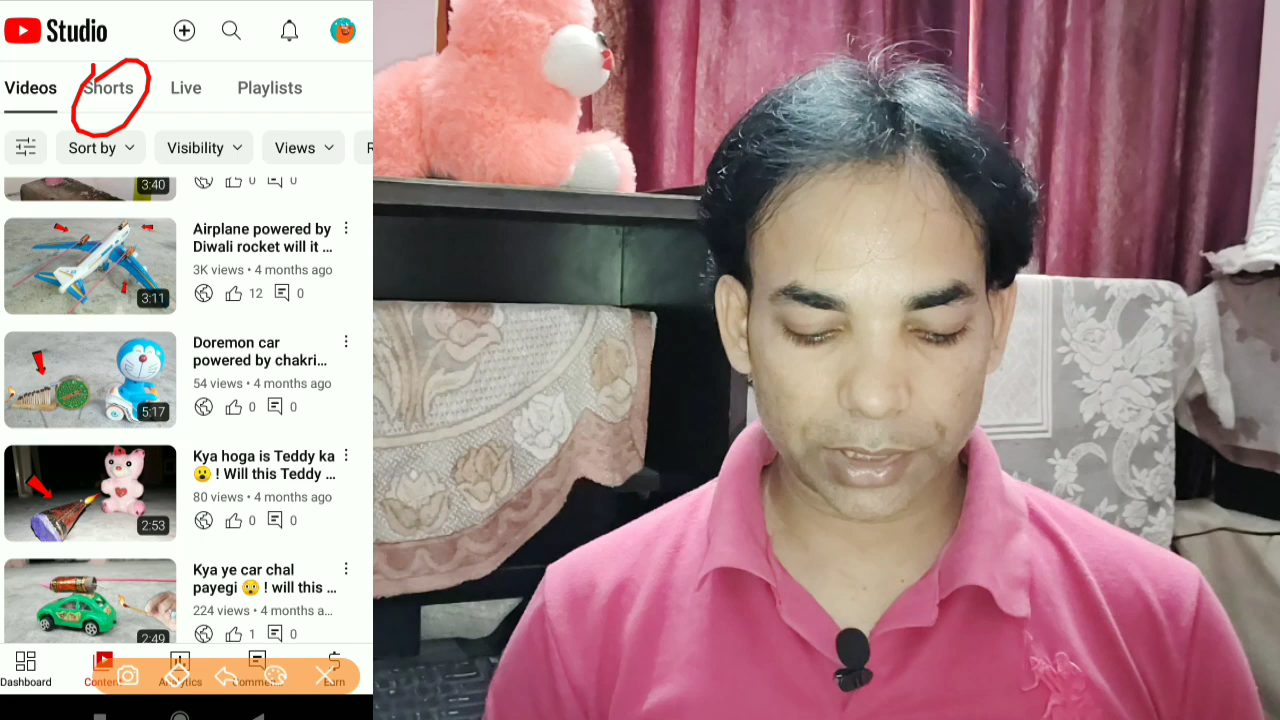 Studio
Videos Shorts Live Playlists
Sort by Visibility Views R
3:40 0 0
Airplane powered by
Diwali rocket will it ...
3K views • 4 months ago
3:11 12 0
Doremon car
powered by chakri...
54 views • 4 months ago
5:17 0 0
Kya hoga is Teddy ka
😮 ! Will this Teddy ...
80 views • 4 months ago
2:53 0 0
Kya ye car chal
payegi 😲 ! will this ...
224 views • 4 months a...
2:49 1 0
Dashboard Content Analytics Comme... Earn